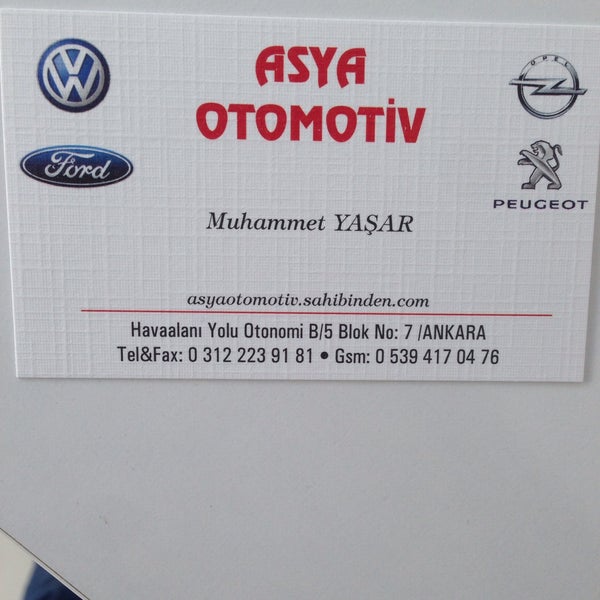 ASYA
OTOMOTİV
OPEL
Ford
PEUGEOT
Muhammet YAŞAR
asyaotomotiv.sahibinden.com
Havaalanı Yolu Otonomi B/5 Blok No: 7 /ANKARA
Tel&Fax: 0 312 223 91 81 • Gsm: 0 539 417 04 76